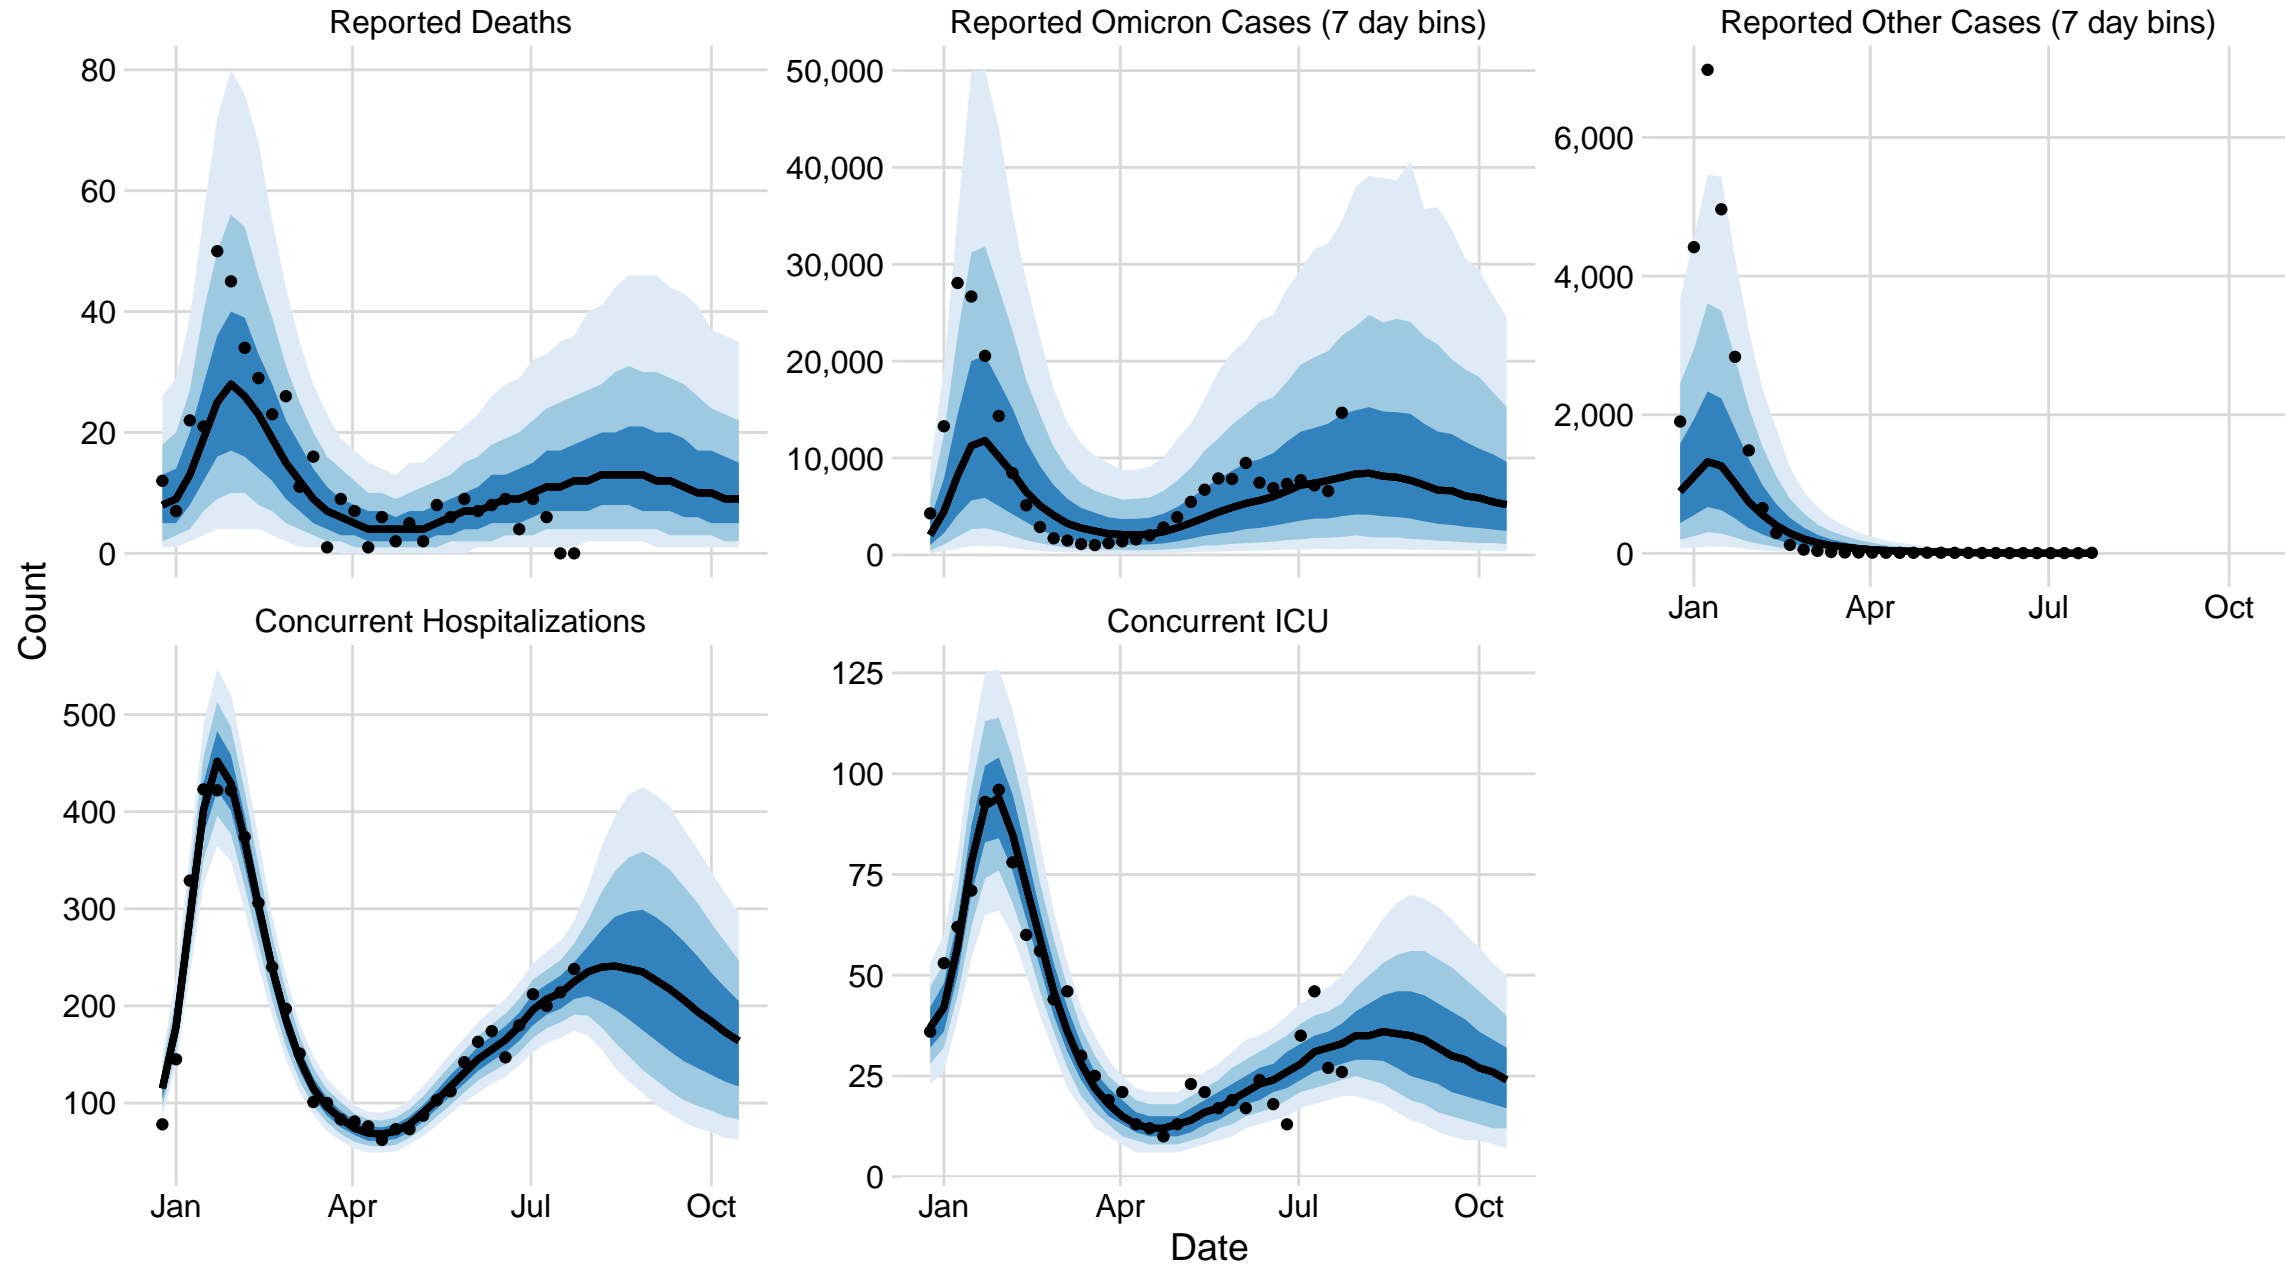 Reported Deaths
Reported Omicron Cases (7 day bins)
Reported Other Cases (7 day bins)
80
60
40
20
0
50,000
40,000
30,000
20,000
10,000
0
6,000
4,000
2,000
0
Jan Apr Jul Oct
Count
Concurrent Hospitalizations
Concurrent ICU
500
400
300
200
100
125
100
75
50
25
0
Jan Apr Jul Oct
Jan Apr Jul Oct
Date